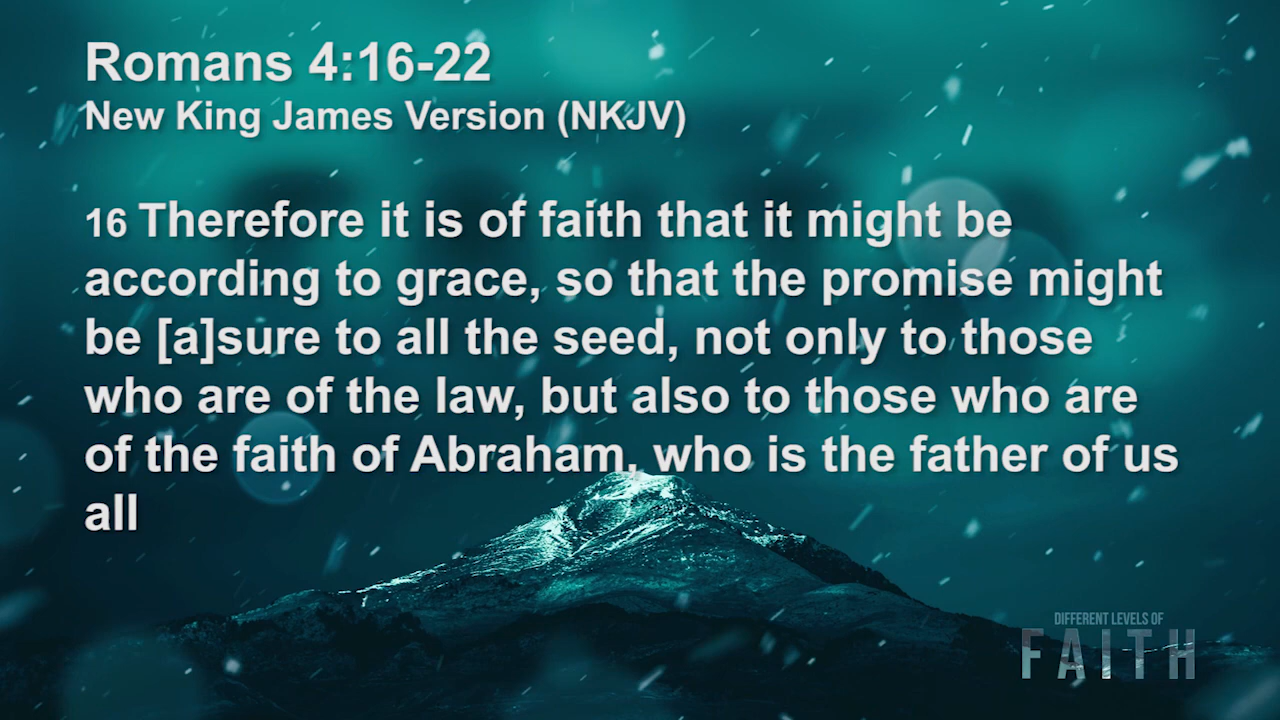 Romans 4:16-22
New King James Version (NKJV)
16 Therefore it is of faith that it might be
according to grace, so that the promise might
be [a]sure to all the seed, not only to those
who are of the law, but also to those who are
of the faith of Abraham, who is the father of us
all
DIFFERENT LEVELS OF
FAITH